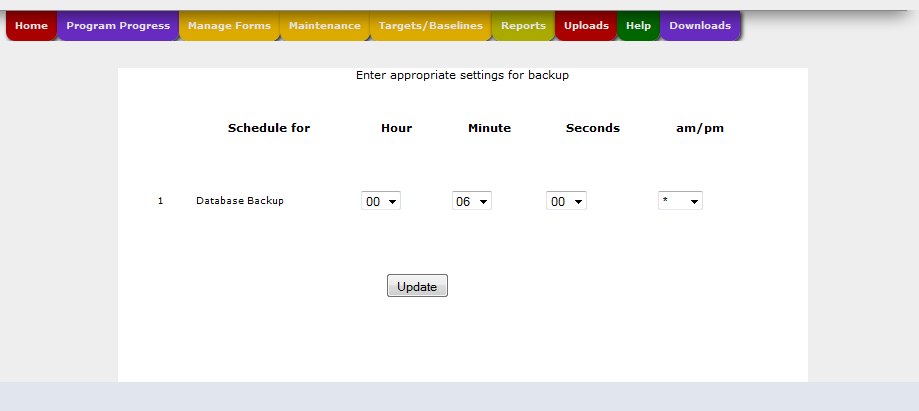 Home Program Progress Manage Forms Maintenance Targets/Baselines Reports Uploads Help Downloads
Enter appropriate settings for backup
Schedule for Hour Minute Seconds am/pm
1 Database Backup 00 06 00 *
Update